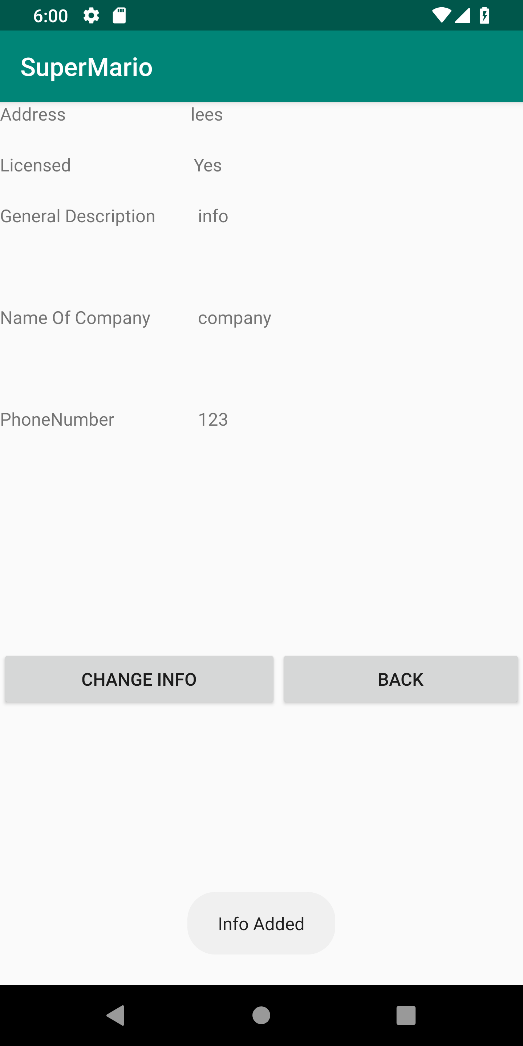 6:00
SuperMario
Address lees
Licensed Yes
General Description info
Name Of Company company
PhoneNumber 123
CHANGE INFO BACK
Info Added